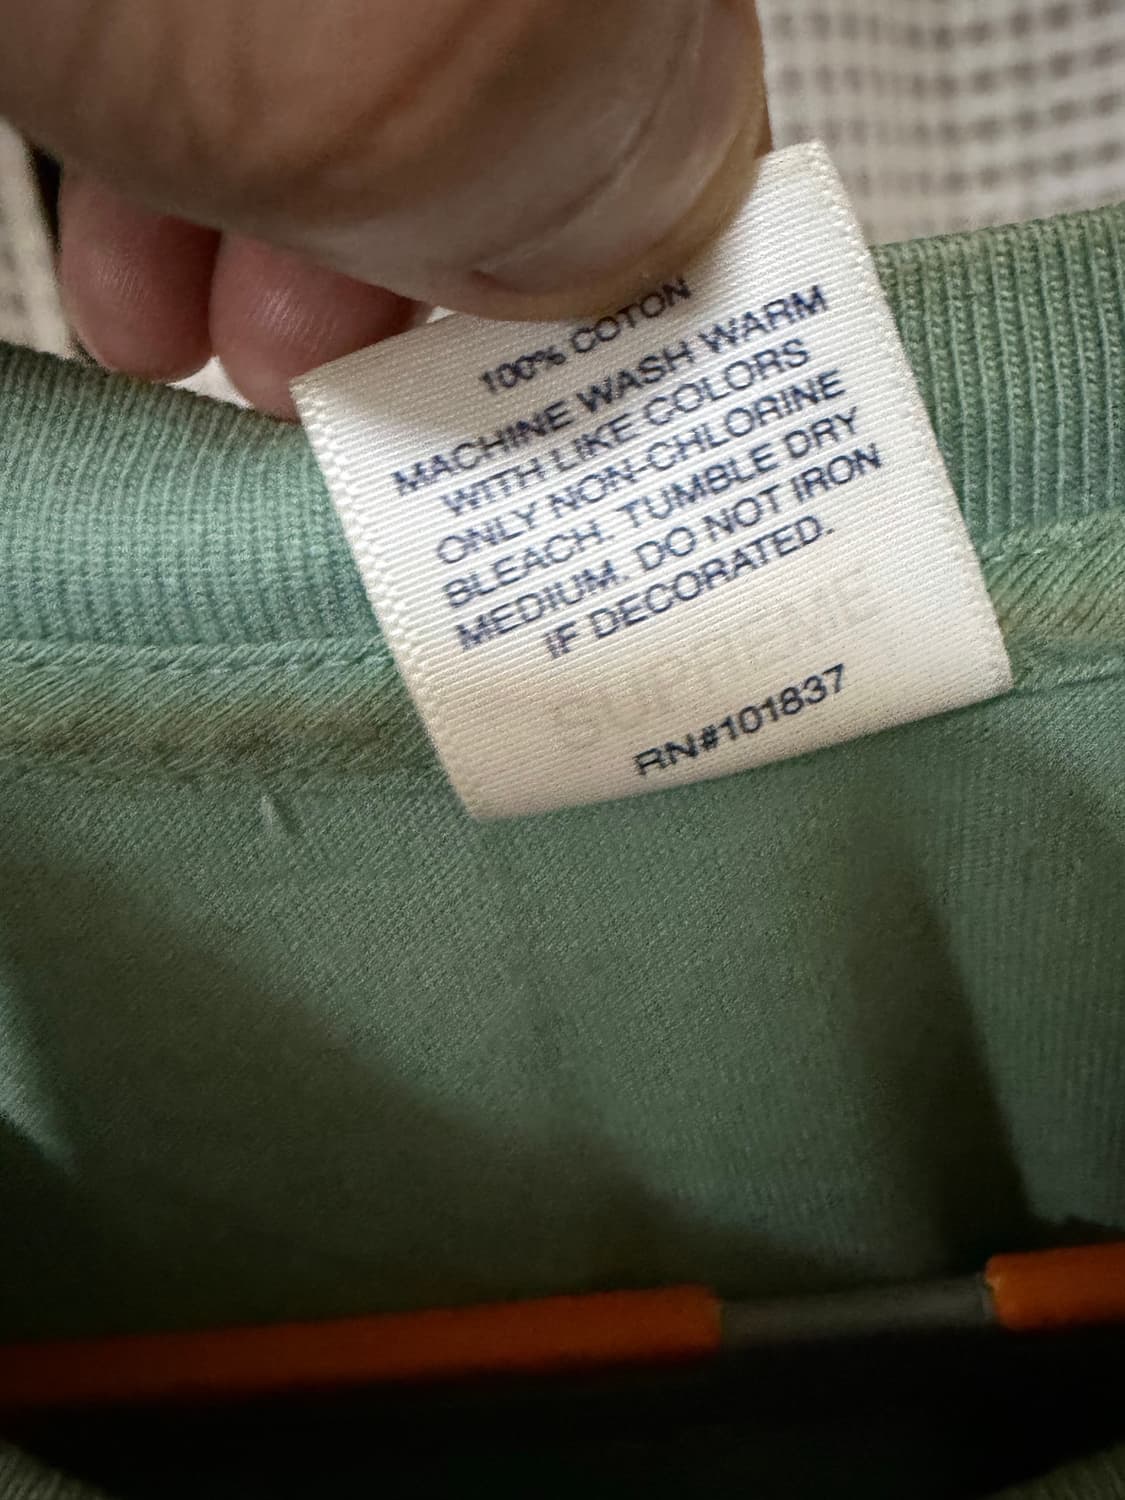 100% COTON
MACHINE WASH WARM
WITH LIKE COLORS
ONLY NON-CHLORINE
BLEACH. TUMBLE DRY
MEDIUM. DO NOT IRON
IF DECORATED.
SUPREME
RN#101837